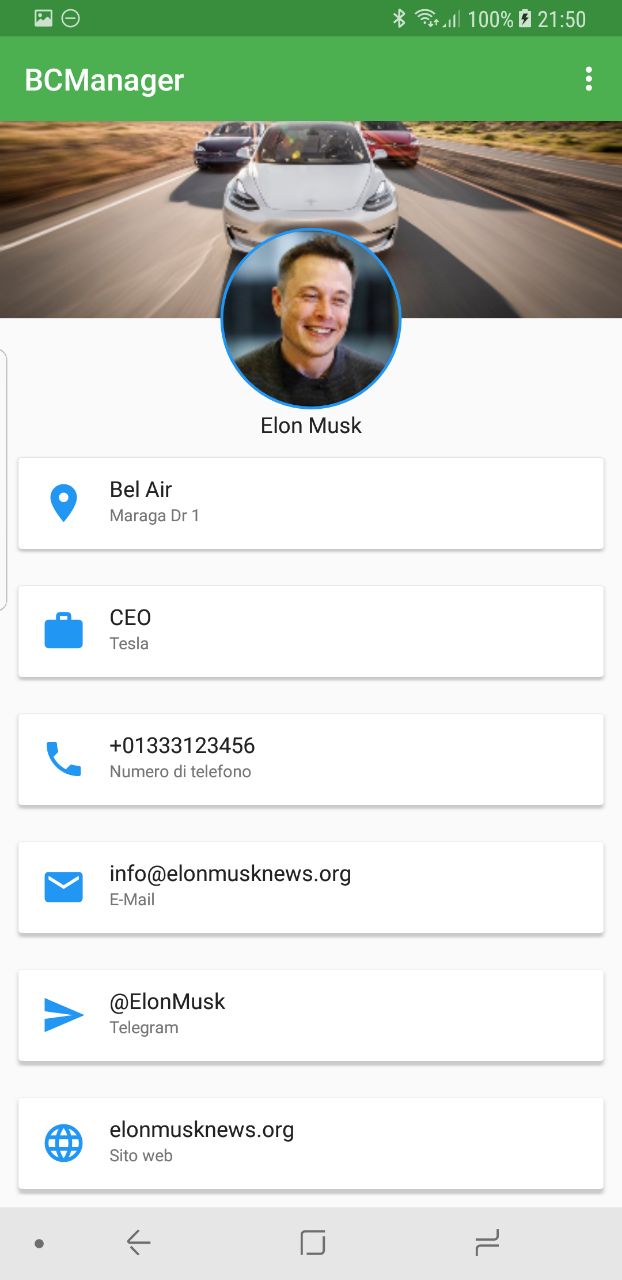 100% 21:50
BCManager
Elon Musk
Bel Air
Maraga Dr 1
CEO
Tesla
+01333123456
Numero di telefono
info@elonmusknews.org
E-Mail
@ElonMusk
Telegram
elonmusknews.org
Sito web